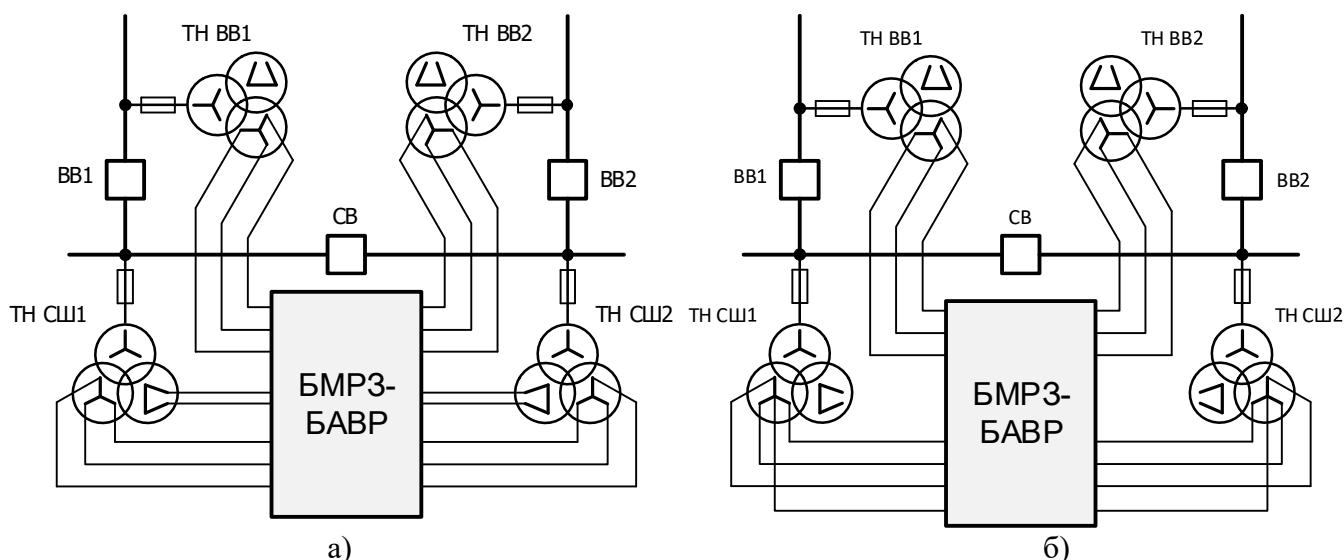 ТН ВВ1
ТН ВВ2
ВВ1
ВВ2
СВ
ТН СШ1
ТН СШ2
БМРЗ-
БАВР
а)
ТН ВВ1
ТН ВВ2
ВВ1
ВВ2
СВ
ТН СШ1
ТН СШ2
БМРЗ-
БАВР
б)